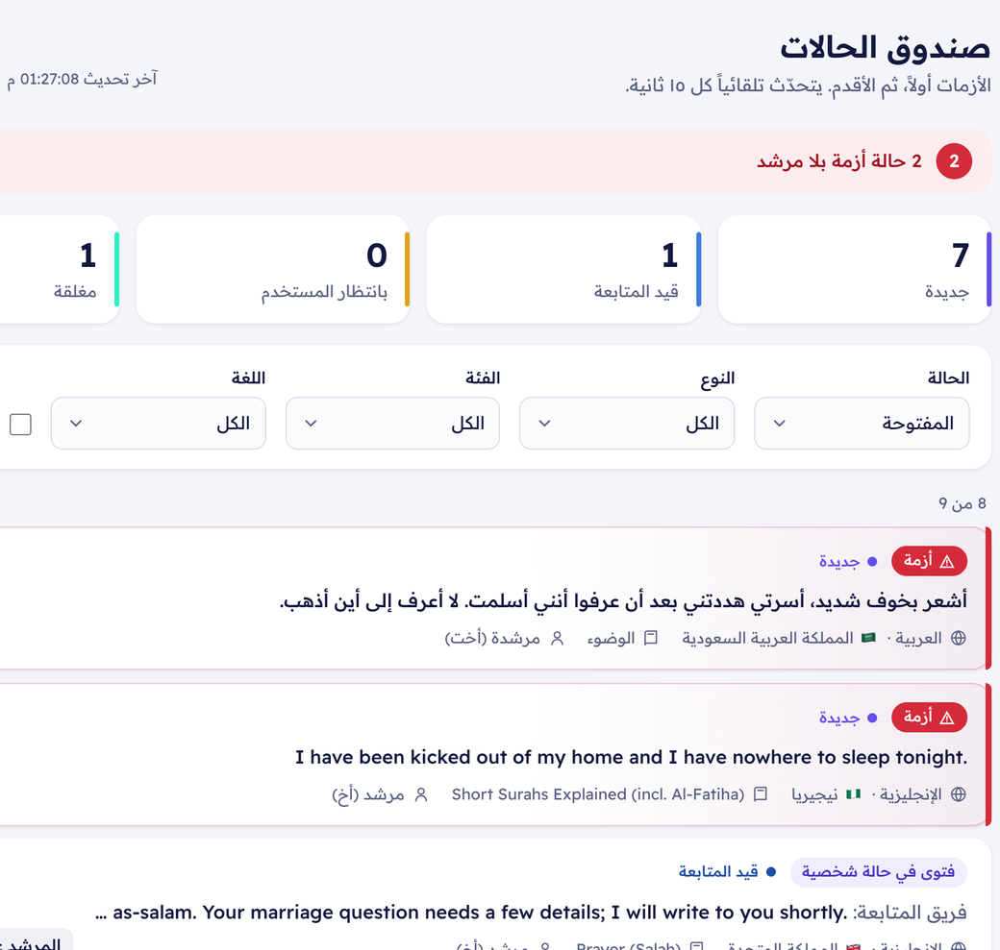 صندوق الحالات
الأزمات أولاً، ثم الأقدم. يتحدّث تلقائياً كل ١٥ ثانية.
آخر تحديث 01:27:08 م
2
2 حالة أزمة بلا مرشد
7
جديدة
1
قيد المتابعة
0
بانتظار المستخدم
1
مغلقة
الحالة
النوع
الفئة
اللغة
المفتوحة
الكل
الكل
الكل
8 من 9
أزمة
جديدة
أشعر بخوف شديد، أسرتي هددتني بعد أن عرفوا أنني أسلمت. لا أعرف إلى أين أذهب.
العربية · المملكة العربية السعودية الوضوء مرشدة (أخت)
أزمة
جديدة
I have been kicked out of my home and I have nowhere to sleep tonight.
الإنجليزية · نيجيريا Short Surahs Explained (incl. Al-Fatiha) مرشد (أخ)
فتوى في حالة شخصية
قيد المتابعة
فريق المتابعة: as-salam. Your marriage question needs a few details; I will write to you shortly. …
الإنجليزية · المملكة المتحدة Prayer (Salah) مرشد (أخ)
المرشد: